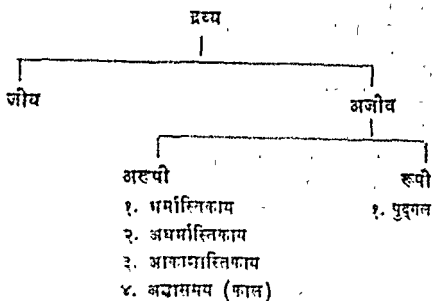 द्रव्य
जीव अजीव
अरूपी रूपी
१. धर्मास्तिकाय १. पुद्गल
२. अधर्मास्तिकाय
३. आकाशास्तिकाय
४. अद्धासमय (काल)